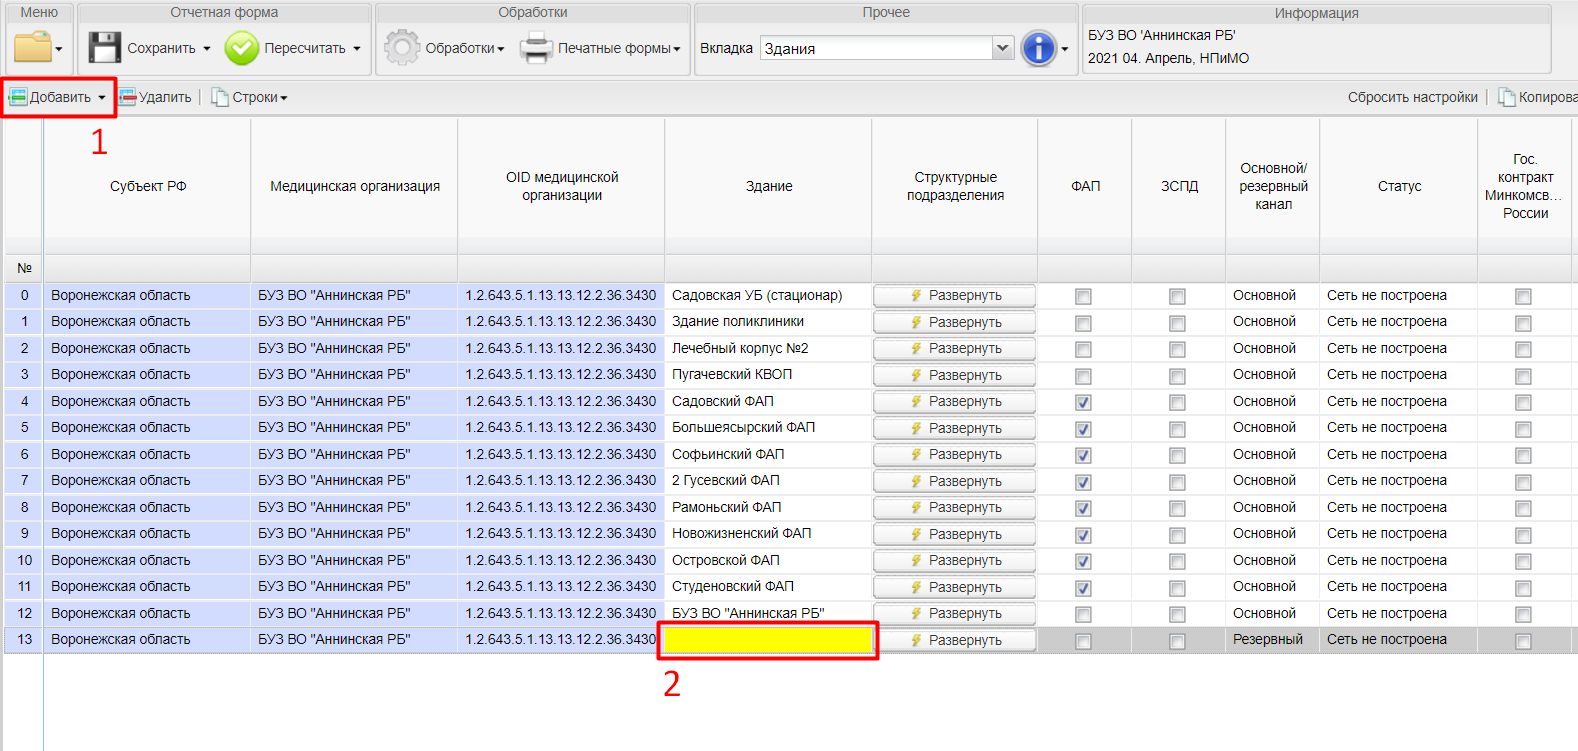 Меню
Отчетная форма
Обработки
Прочее
Информация
Сохранить
Пересчитать
Обработки
Печатные формы
Вкладка
Здания
БУЗ ВО 'Аннинская РБ'
2021 04. Апрель, НПиМО
Добавить
Удалить
Строки
Сбросить настройки
Копирова
1
Субъект РФ
Медицинская организация
OID медицинской
организации
Здание
Структурные
подразделения
ФАП
ЗСПД
Основной/
резервный
канал
Статус
Гос.
контракт
Минкомсв...
России
№
0 Воронежская область БУЗ ВО "Аннинская РБ" 1.2.643.5.1.13.13.12.2.36.3430 Садовская УБ (стационар) Развернуть Основной Сеть не построена
1 Воронежская область БУЗ ВО "Аннинская РБ" 1.2.643.5.1.13.13.12.2.36.3430 Здание поликлиники Развернуть Основной Сеть не построена
2 Воронежская область БУЗ ВО "Аннинская РБ" 1.2.643.5.1.13.13.12.2.36.3430 Лечебный корпус №2 Развернуть Основной Сеть не построена
3 Воронежская область БУЗ ВО "Аннинская РБ" 1.2.643.5.1.13.13.12.2.36.3430 Пугачевский КВОП Развернуть Основной Сеть не построена
4 Воронежская область БУЗ ВО "Аннинская РБ" 1.2.643.5.1.13.13.12.2.36.3430 Садовский ФАП Развернуть Основной Сеть не построена
5 Воронежская область БУЗ ВО "Аннинская РБ" 1.2.643.5.1.13.13.12.2.36.3430 Большеясырский ФАП Развернуть Основной Сеть не построена
6 Воронежская область БУЗ ВО "Аннинская РБ" 1.2.643.5.1.13.13.12.2.36.3430 Софьинский ФАП Развернуть Основной Сеть не построена
7 Воронежская область БУЗ ВО "Аннинская РБ" 1.2.643.5.1.13.13.12.2.36.3430 2 Гусевский ФАП Развернуть Основной Сеть не построена
8 Воронежская область БУЗ ВО "Аннинская РБ" 1.2.643.5.1.13.13.12.2.36.3430 Рамоньский ФАП Развернуть Основной Сеть не построена
9 Воронежская область БУЗ ВО "Аннинская РБ" 1.2.643.5.1.13.13.12.2.36.3430 Новожизненский ФАП Развернуть Основной Сеть не построена
10 Воронежская область БУЗ ВО "Аннинская РБ" 1.2.643.5.1.13.13.12.2.36.3430 Островской ФАП Развернуть Основной Сеть не построена
11 Воронежская область БУЗ ВО "Аннинская РБ" 1.2.643.5.1.13.13.12.2.36.3430 Студеновский ФАП Развернуть Основной Сеть не построена
12 Воронежская область БУЗ ВО "Аннинская РБ" 1.2.643.5.1.13.13.12.2.36.3430 БУЗ ВО "Аннинская РБ" Развернуть Основной Сеть не построена
13 Воронежская область БУЗ ВО "Аннинская РБ" 1.2.643.5.1.13.13.12.2.36.3430 Развернуть Резервный Сеть не построена
2